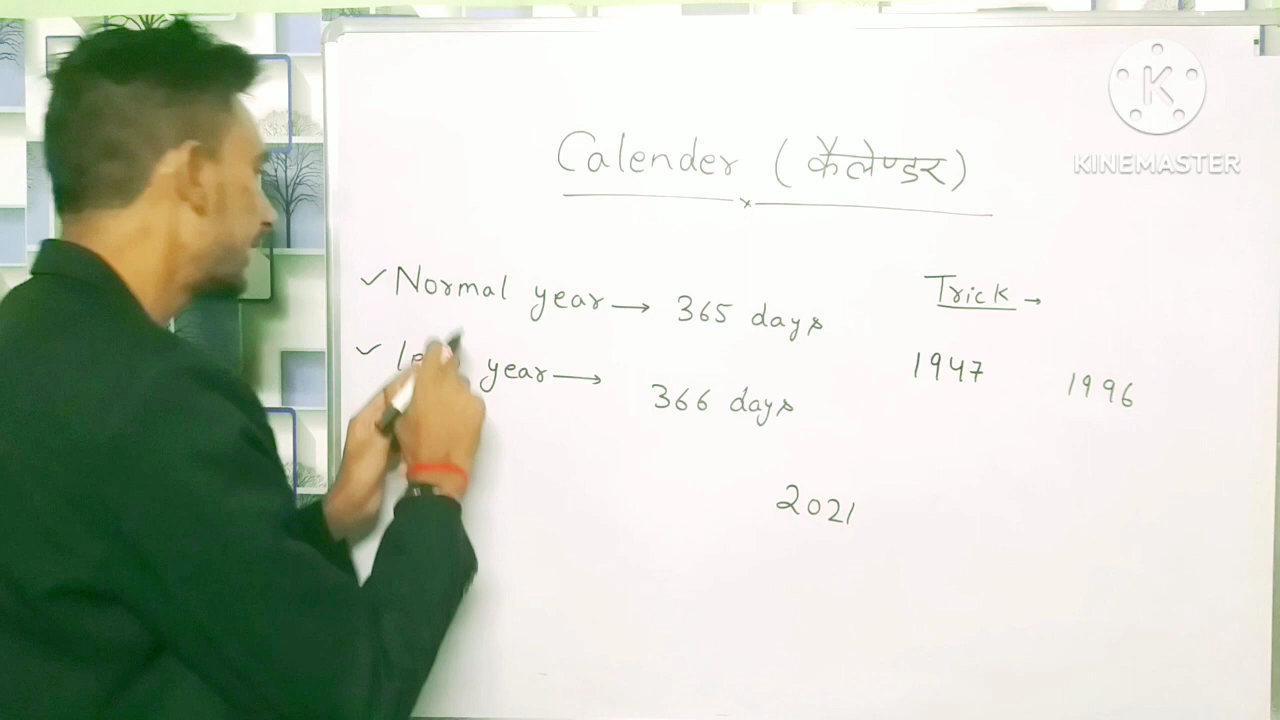 Calender (कैलेण्डर)
✓ Normal year → 365 days
✓ year → 366 days
Trick →
1947 1996
2021
K
KINEMASTER